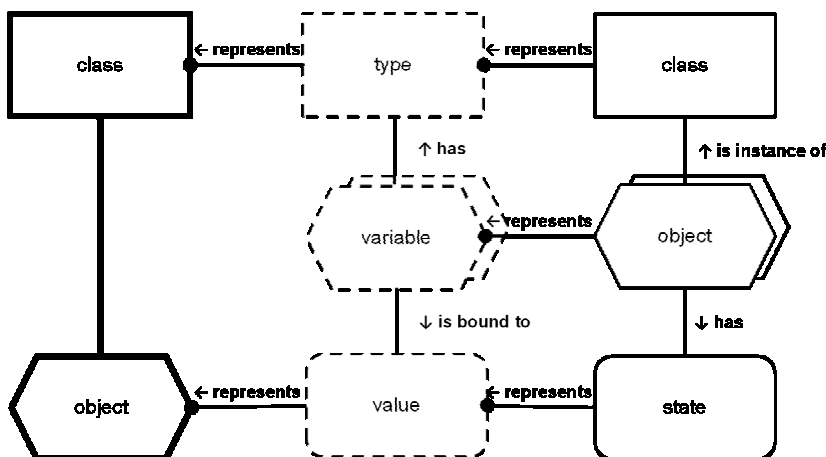 class
← represents
type
← represents
class
↑ has
↑ is instance of
variable
← represents
object
↓ is bound to
↓ has
object
← represents
value
← represents
state